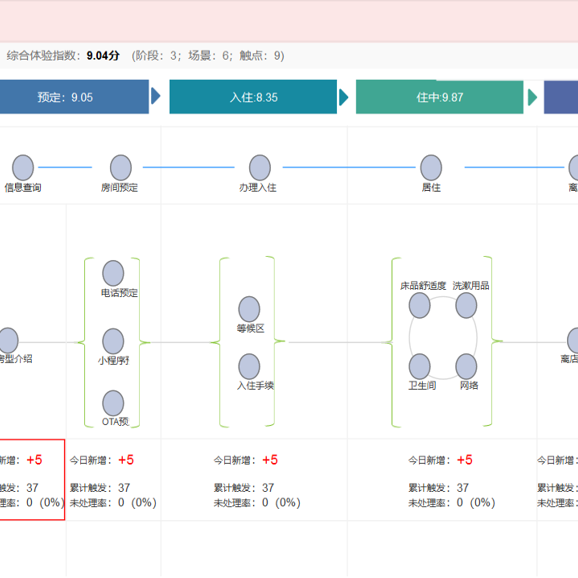 综合体验指数：9.04分 （阶段：3；场景：6；触点：9）
预定：9.05
入住:8.35
住中:9.87
信息查询
房间预定
办理入住
居住
离
床品舒适度
洗漱用品
电话预定
等候区
小程序预
房型介绍
入住手续
卫生间
网络
离店
OTA预
新增：+5
今日新增：+5
今日新增：+5
今日新增：+5
今日新增：
触发：37
累计触发：37
累计触发：37
累计触发：37
累计触发：
理率：0（0%）
未处理率：0（0%）
未处理率：0（0%）
未处理率：0（0%）
未处理率：